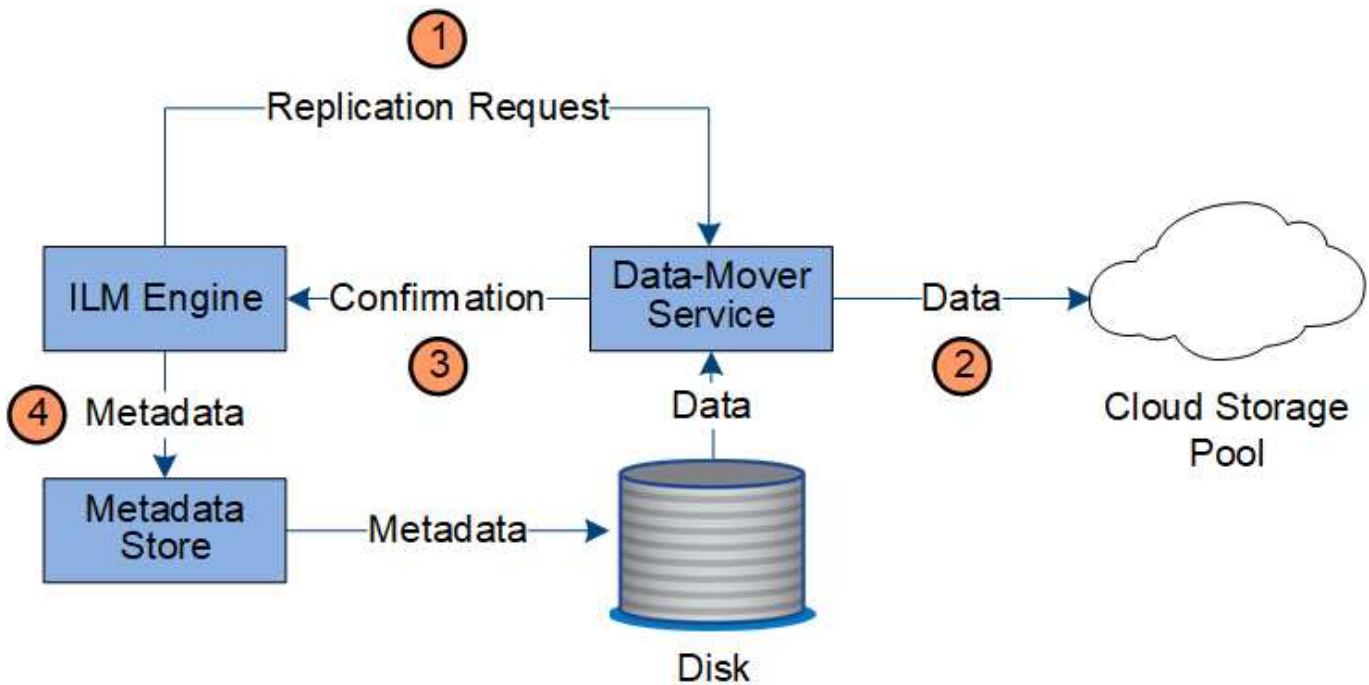 1
Replication Request
ILM Engine
Confirmation
Data-Mover
Service
Data
3
2
4
Metadata
Data
Cloud Storage
Pool
Metadata
Store
Metadata
Disk